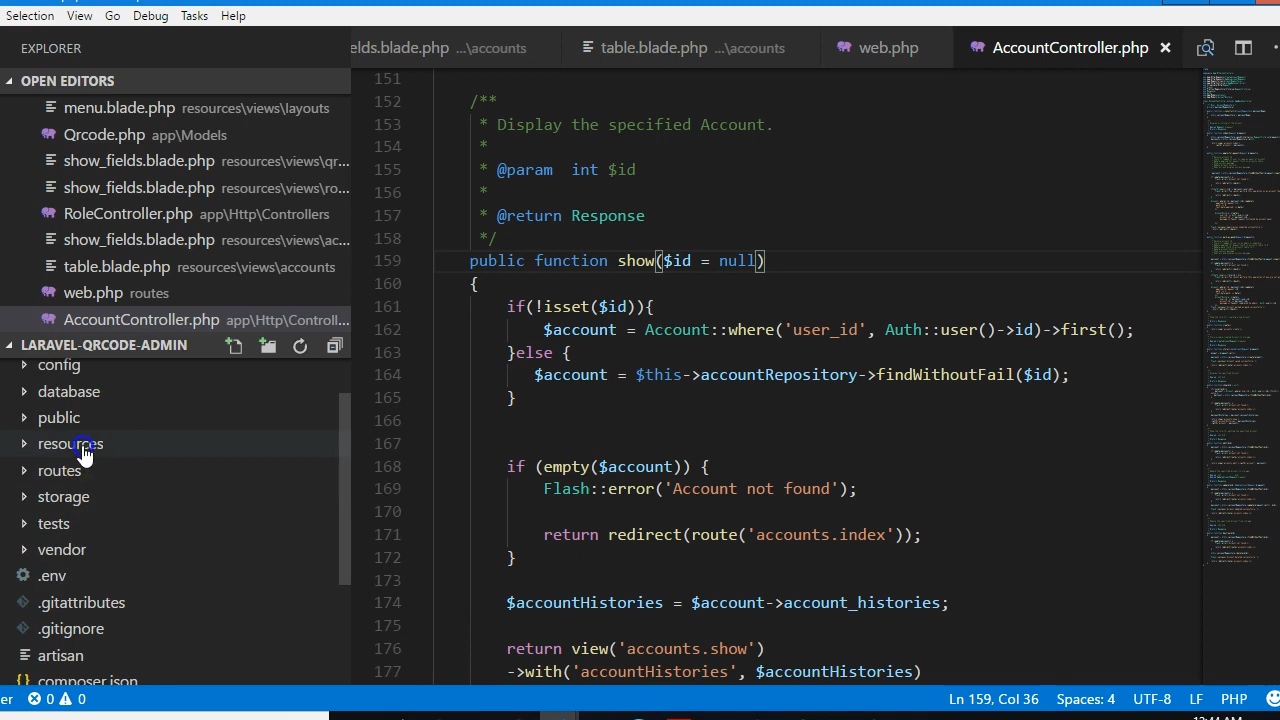 Selection View Go Debug Tasks Help
EXPLORER
elds.blade.php ...\accounts
table.blade.php ...\accounts
web.php
AccountController.php
OPEN EDITORS
menu.blade.php resources\views\layouts
Qrcode.php app\Models
show_fields.blade.php resources\views\qr...
show_fields.blade.php resources\views\ro...
RoleController.php app\Http\Controllers
show_fields.blade.php resources\views\ac...
table.blade.php resources\views\accounts
web.php routes
AccountController.php app\Http\Controll...
LARAVEL-QRCODE-ADMIN
config
database
public
resources
routes
storage
tests
vendor
.env
.gitattributes
.gitignore
artisan
composer.json
151
152 /**
153 * Display the specified Account.
154 *
155 * @param int $id
156 *
157 * @return Response
158 */
159 public function show($id = null)
160 {
161 if(!isset($id)){
162 $account = Account::where('user_id', Auth::user()->id)->first();
163 }else {
164 $account = $this->accountRepository->findWithoutFail($id);
165 }
166
167
168 if (empty($account)) {
169 Flash::error('Account not found');
170
171 return redirect(route('accounts.index'));
172 }
173
174 $accountHistories = $account->account_histories;
175
176 return view('accounts.show')
177 ->with('accountHistories', $accountHistories)
er 0 0 Ln 159, Col 36 Spaces: 4 UTF-8 LF PHP